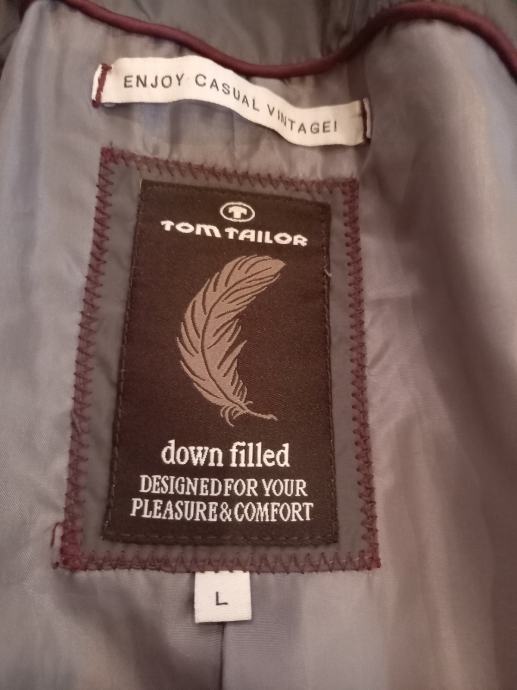 ENJOY CASUAL VINTAGE!
T
TOM TAILOR
down filled
DESIGNED FOR YOUR
PLEASURE & COMFORT
L